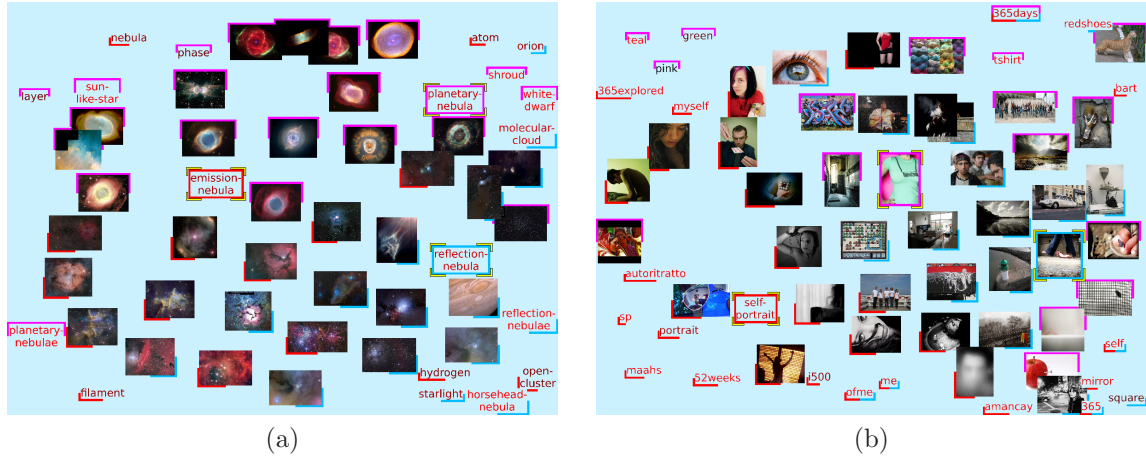 nebula
atom
orion
phase
shroud
sun-
like-star
layer
planetary-
nebula
white-
dwarf
molecular-
cloud
emission-
nebula
reflection-
nebula
reflection-
nebulae
planetary-
nebulae
filament
hydrogen
starlight
open-
cluster
horsehead-
nebula
(a)
365days
redshoes
teal
green
pink
tshirt
365explored
myself
bart
autoritratto
sp
self-
portrait
portrait
self
maahs
52weeks
i500
ofme
me
mirror
amancay
365
square
(b)